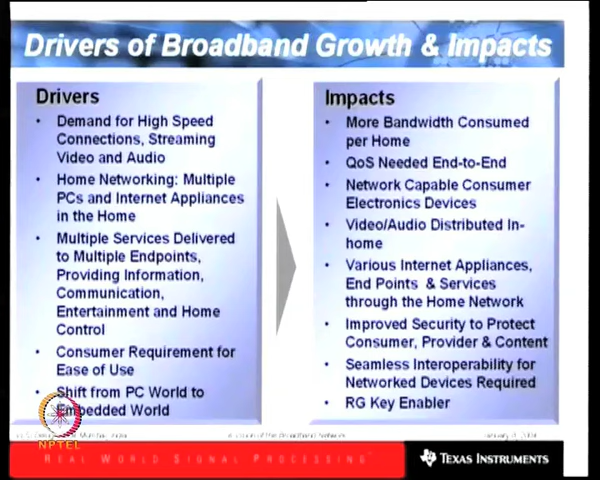 Drivers of Broadband Growth & Impacts
Drivers
• Demand for High Speed
Connections, Streaming
Video and Audio
• Home Networking: Multiple
PCs and Internet Appliances
in the Home
• Multiple Services Delivered
to Multiple Endpoints,
Providing Information,
Communication,
Entertainment and Home
Control
• Consumer Requirement for
Ease of Use
• Shift from PC World to
Embedded World
Impacts
• More Bandwidth Consumed
per Home
• QoS Needed End-to-End
• Network Capable Consumer
Electronics Devices
• Video/Audio Distributed In-
home
• Various Internet Appliances,
End Points & Services
through the Home Network
• Improved Security to Protect
Consumer, Provider & Content
• Seamless Interoperability for
Networked Devices Required
• RG Key Enabler
of the Broadband Network
NPTEL
REAL WORLD SIGNAL PROCESSING
TEXAS INSTRUMENTS